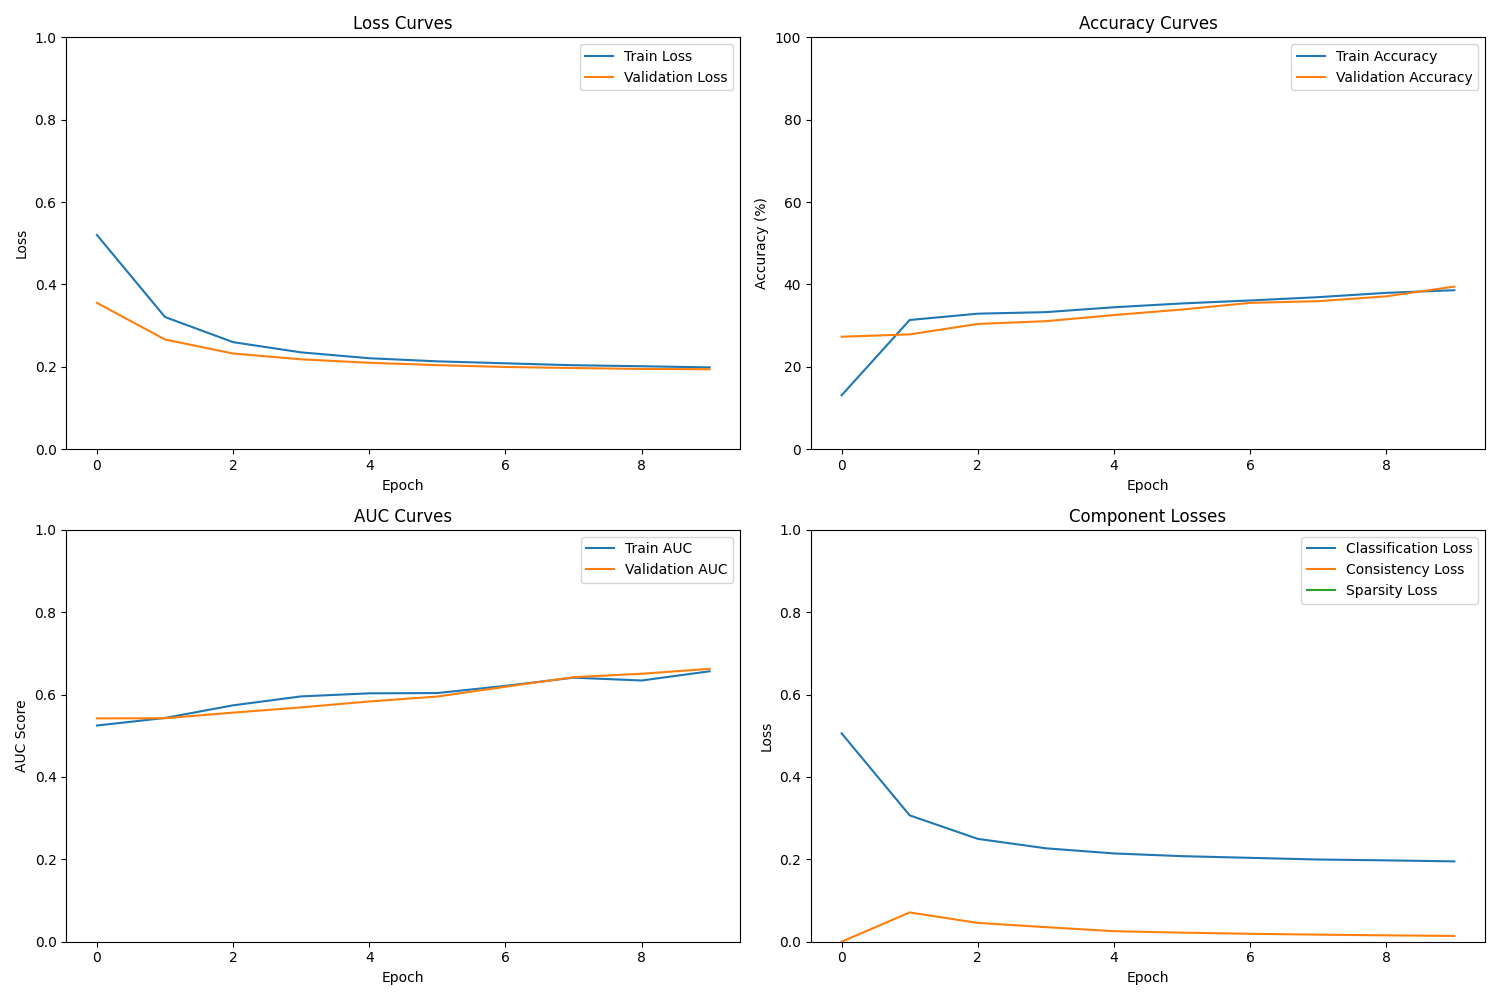 Loss Curves
1.0
0.8
0.6
0.4
0.2
0.0
Loss
Train Loss
Validation Loss
0 2 4 6 8
Epoch
Accuracy Curves
100
80
60
40
20
0
Accuracy (%)
Train Accuracy
Validation Accuracy
0 2 4 6 8
Epoch
AUC Curves
1.0
0.8
0.6
0.4
0.2
0.0
AUC Score
Train AUC
Validation AUC
0 2 4 6 8
Epoch
Component Losses
1.0
0.8
0.6
0.4
0.2
0.0
Loss
Classification Loss
Consistency Loss
Sparsity Loss
0 2 4 6 8
Epoch